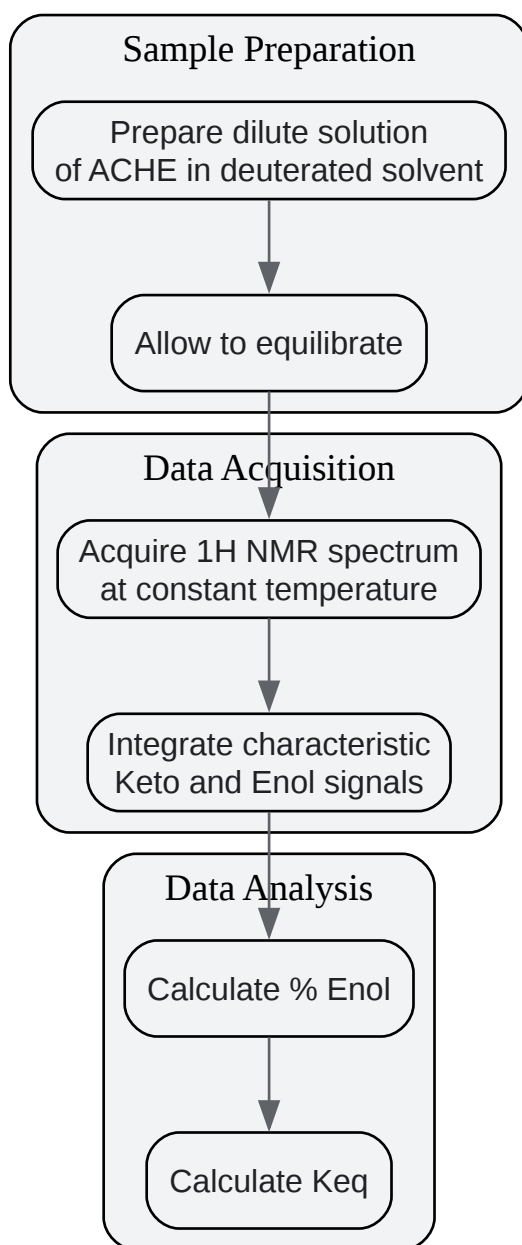 Sample Preparation
Prepare dilute solution
of ACHE in deuterated solvent
Allow to equilibrate
Data Acquisition
Acquire 1H NMR spectrum
at constant temperature
Integrate characteristic
Keto and Enol signals
Data Analysis
Calculate % Enol
Calculate Keq